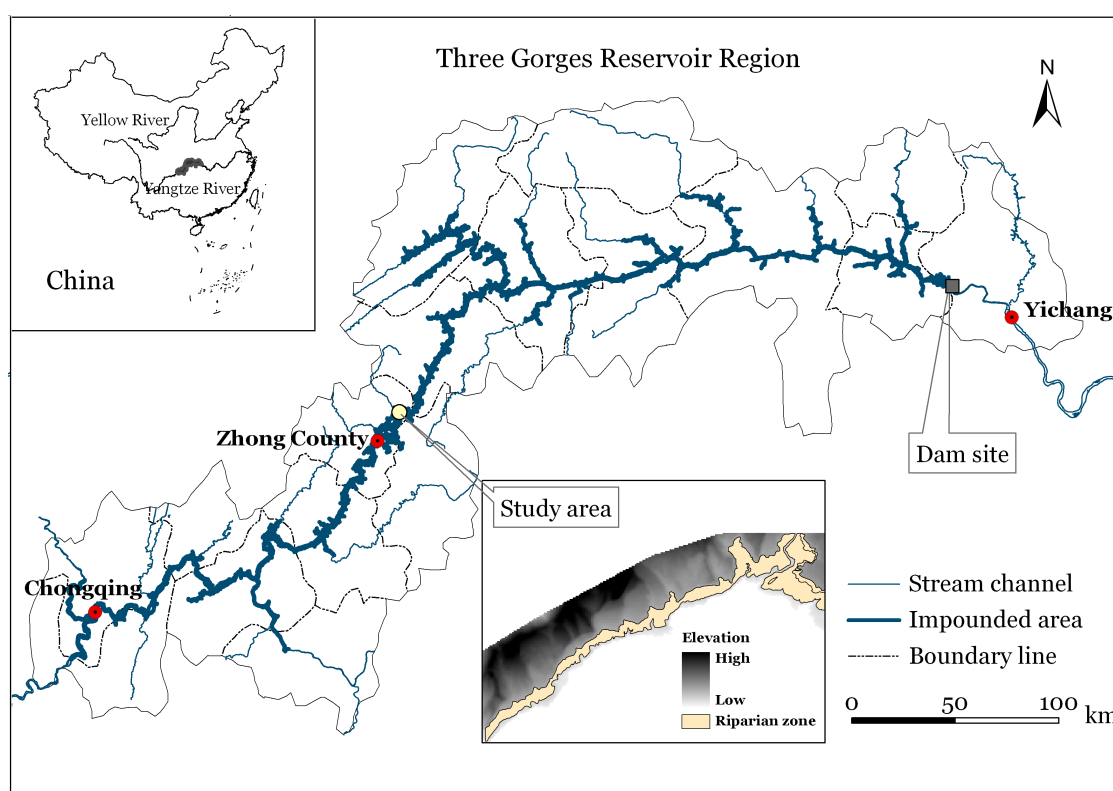 Three Gorges Reservoir Region
N
Yellow River
Yangtze River
China
Yichang
Zhong County
Dam site
Study area
Chongqing
Elevation
High
Low
Riparian zone
Stream channel
Impounded area
Boundary line
0 50 100
km